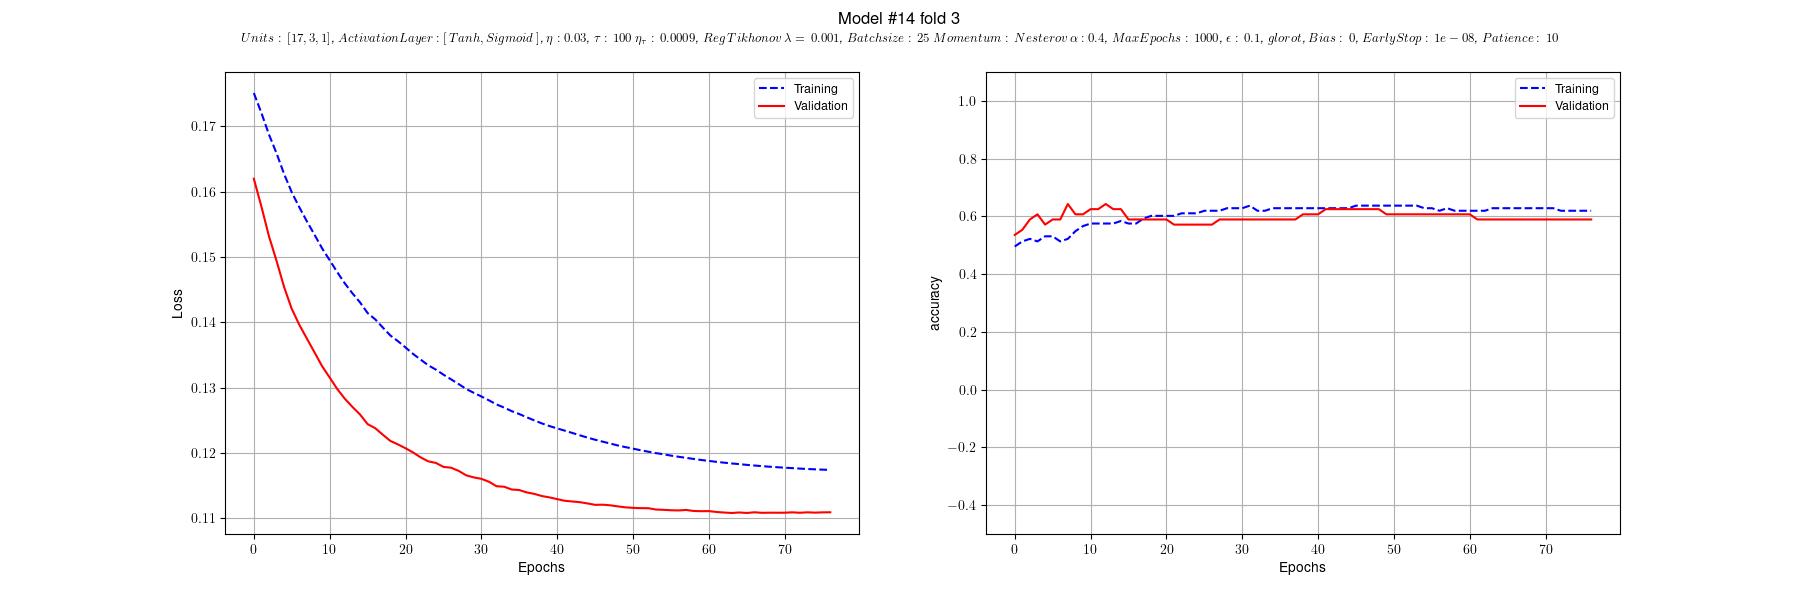 Model #14 fold 3
Units : [17, 3, 1], ActivationLayer : [ Tanh, Sigmoid ], η : 0.03, τ : 100 ητ : 0.0009, RegTikhonov λ = 0.001, Batchsize : 25 Momentum : Nesterov α : 0.4, MaxEpochs : 1000, ϵ : 0.1, glorot, Bias : 0, EarlyStop : 1e − 08, Patience : 10
Training
Validation
0.17
0.16
0.15
0.14
0.13
0.12
0.11
Loss
0 10 20 30 40 50 60 70
Epochs
Training
Validation
1.0
0.8
0.6
0.4
0.2
0.0
−0.2
−0.4
accuracy
0 10 20 30 40 50 60 70
Epochs